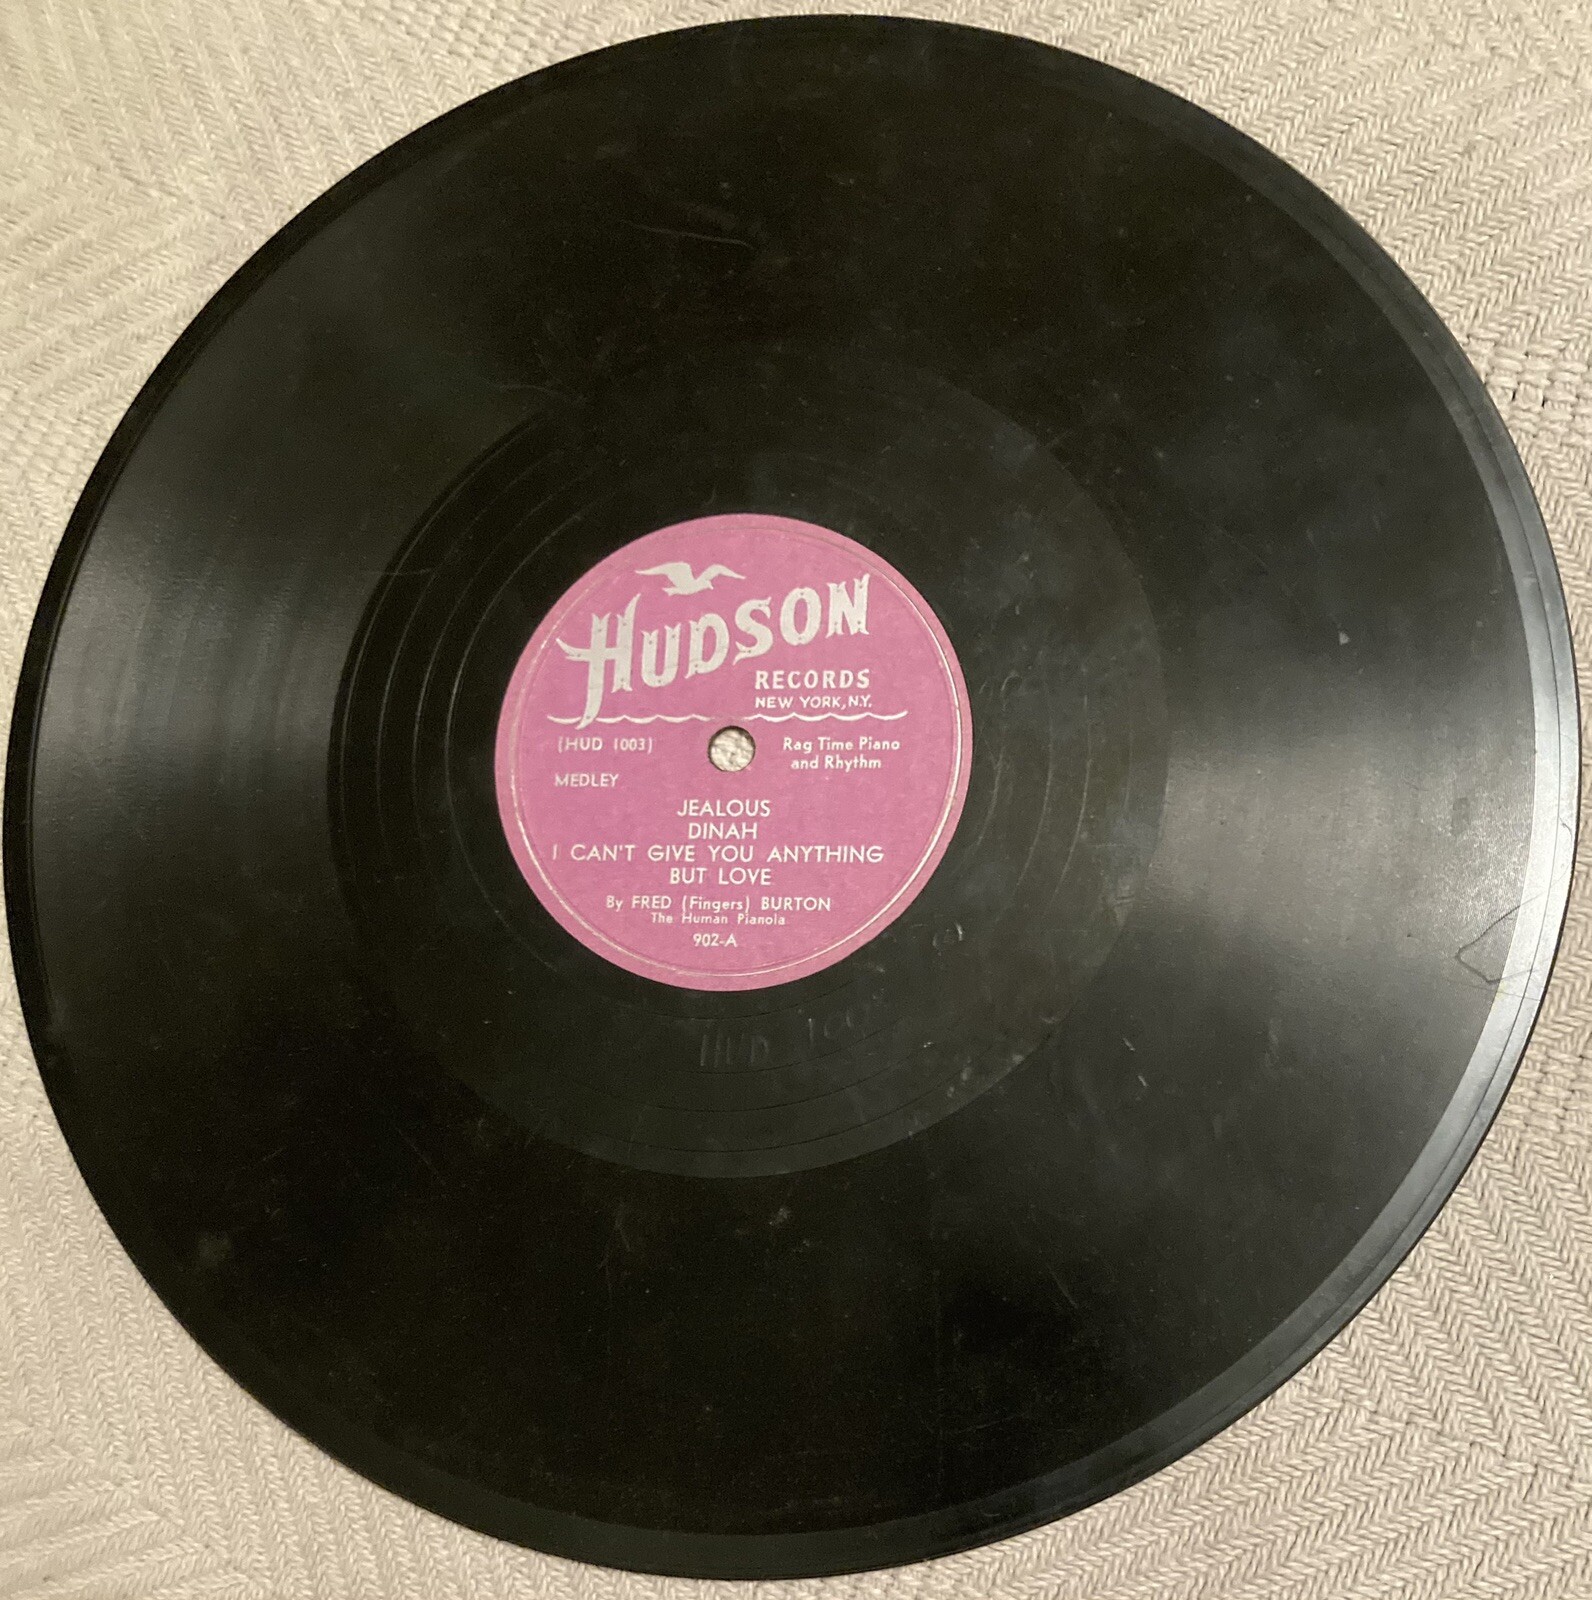 HUDSON
RECORDS
NEW YORK, N.Y.
(HUD 1003)
Rag Time Piano
and Rhythm
MEDLEY
JEALOUS
DINAH
I CAN'T GIVE YOU ANYTHING
BUT LOVE
By FRED (Fingers) BURTON
The Human Pianola
902-A
HUD